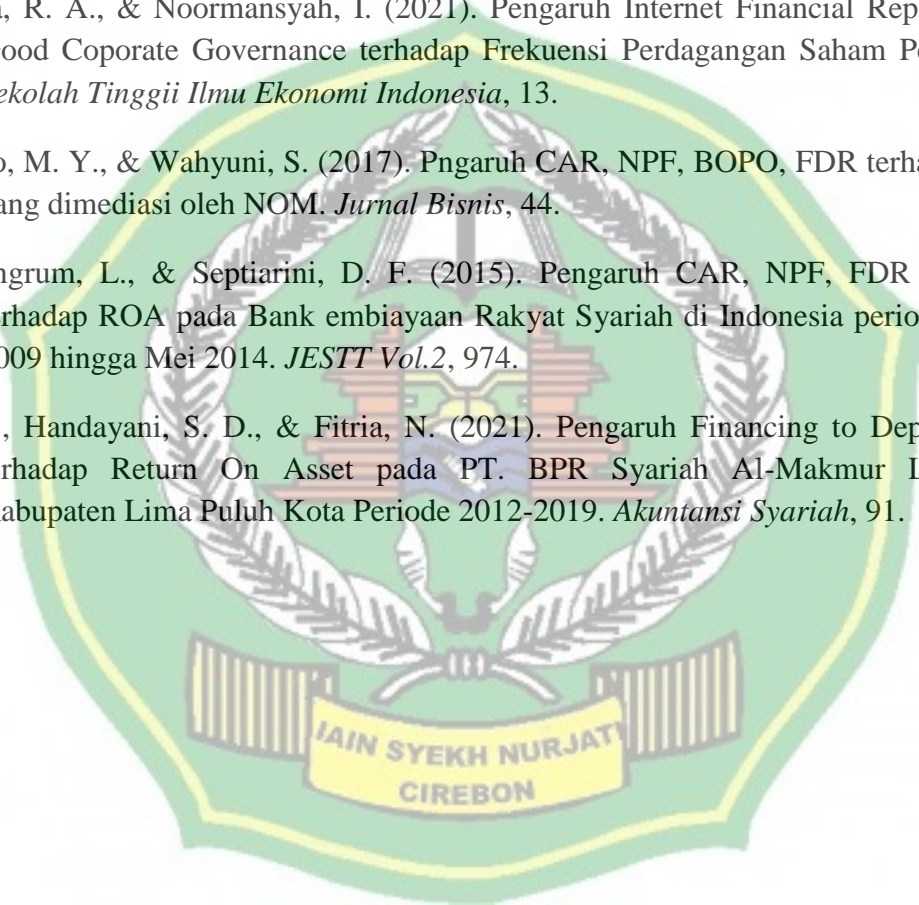 a, R. A., & Noormansyah, I. (2021). Pengaruh Internet Financial Rep
ood Coporate Governance terhadap Frekuensi Perdagangan Saham Pe
ekolah Tinggii Ilmu Ekonomi Indonesia, 13.
o, M. Y., & Wahyuni, S. (2017). Pngaruh CAR, NPF, BOPO, FDR terha
ang dimediasi oleh NOM. Jurnal Bisnis, 44.
ngrum, L., & Septiarini, D. F. (2015). Pengaruh CAR, NPF, FDR
rhadap ROA pada Bank embiayaan Rakyat Syariah di Indonesia perio
009 hingga Mei 2014. JESTT Vol.2, 974.
, Handayani, S. D., & Fitria, N. (2021). Pengaruh Financing to Dep
erhadap Return On Asset pada PT. BPR Syariah Al-Makmur L
abupaten Lima Puluh Kota Periode 2012-2019. Akuntansi Syariah, 91.
IAIN SYEKH NURJATI
CIREBON